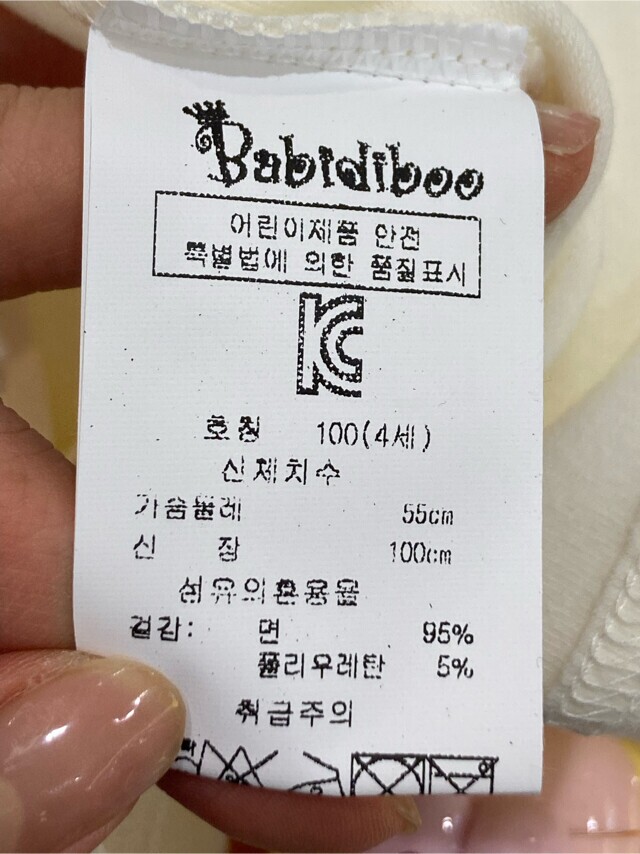 Babidiboo
어린이제품 안전
특별법에 의한 품질표시
KC
호칭 100(4세)
신체치수
가슴둘레 55cm
신 장 100cm
섬유의혼용율
겉감: 면 95%
폴리우레탄 5%
취급주의